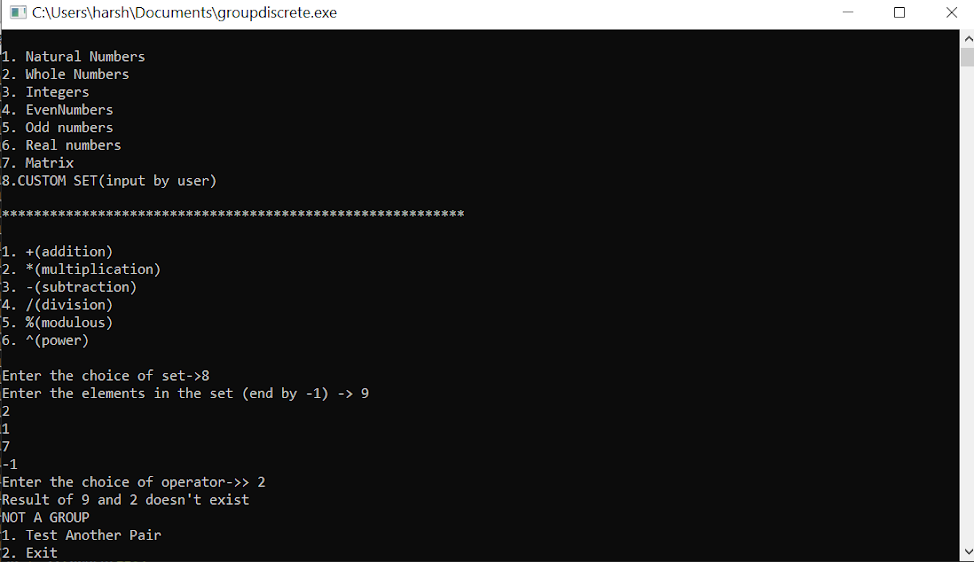 C:\Users\harsh\Documents\groupdiscrete.exe
1. Natural Numbers
2. Whole Numbers
3. Integers
4. EvenNumbers
5. Odd numbers
6. Real numbers
7. Matrix
8.CUSTOM SET(input by user)
**********************************************************
1. +(addition)
2. *(multiplication)
3. -(subtraction)
4. /(division)
5. %(modulous)
6. ^(power)
Enter the choice of set->8
Enter the elements in the set (end by -1) -> 9
2
1
7
-1
Enter the choice of operator->> 2
Result of 9 and 2 doesn't exist
NOT A GROUP
1. Test Another Pair
2. Exit